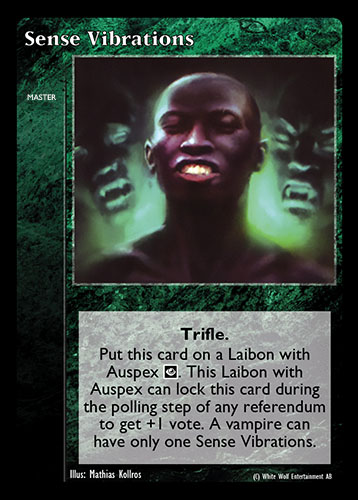 Sense Vibrations
MASTER
Trifle.
Put this card on a Laibon with
Auspex . This Laibon with
Auspex can lock this card during
the polling step of any referendum
to get +1 vote. A vampire can
have only one Sense Vibrations.
Illus: Mathias Kollros
(C) White Wolf Entertainment AB